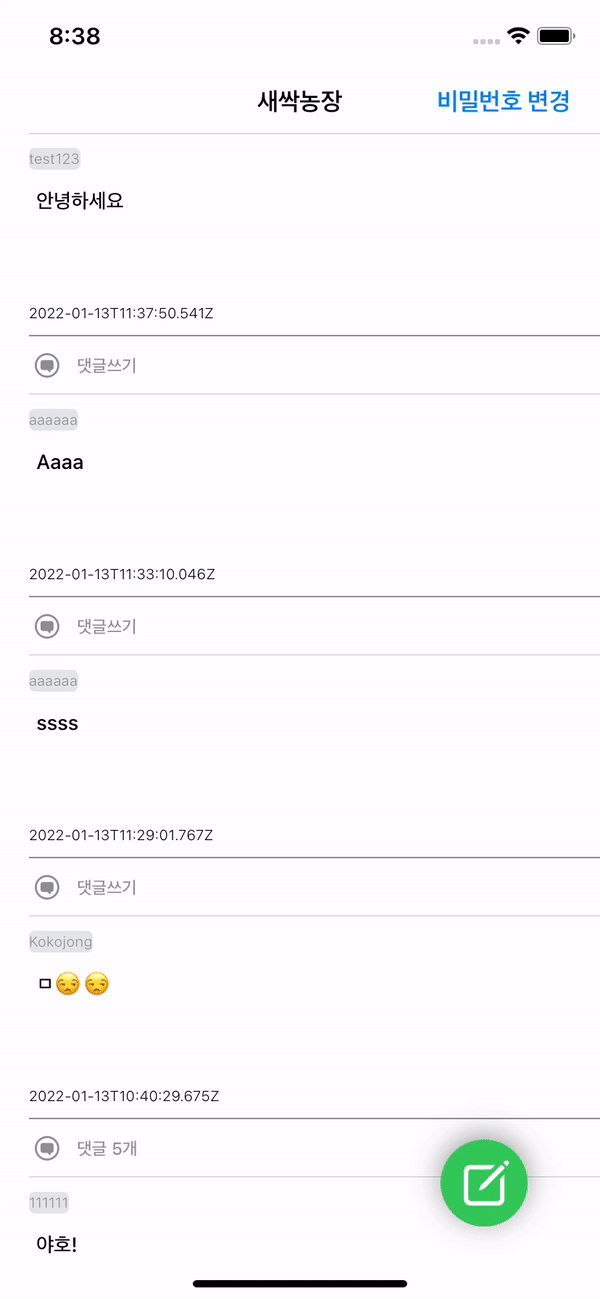 8:38
새싹농장
비밀번호 변경
test123
안녕하세요
2022-01-13T11:37:50.541Z
댓글쓰기
aaaaaa
Aaaa
2022-01-13T11:33:10.046Z
댓글쓰기
aaaaaa
ssss
2022-01-13T11:29:01.767Z
댓글쓰기
Kokojong
ㅁ😒😒
2022-01-13T10:40:29.675Z
댓글 5개
111111
야호!